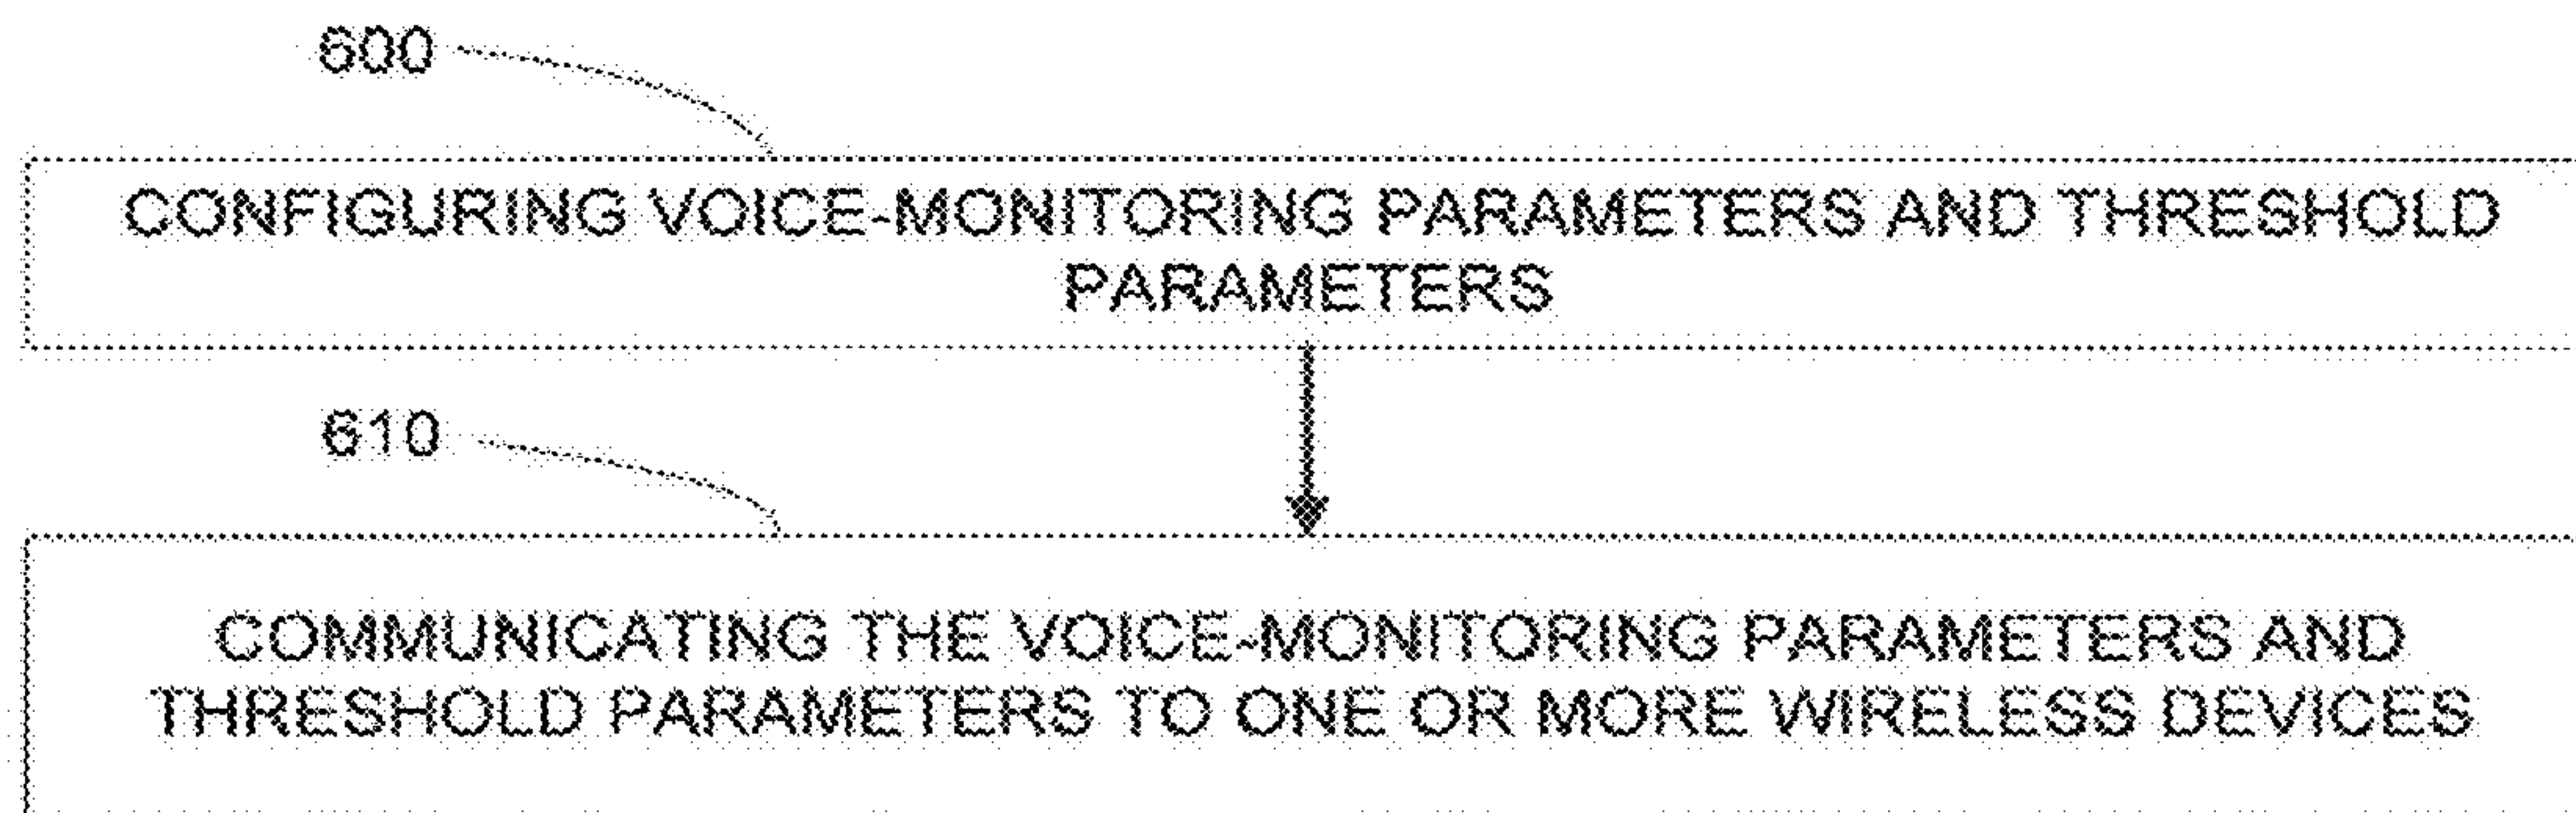 600
CONFIGURING VOICE-MONITORING PARAMETERS AND THRESHOLD
PARAMETERS
610
COMMUNICATING THE VOICE-MONITORING PARAMETERS AND
THRESHOLD PARAMETERS TO ONE OR MORE WIRELESS DEVICES